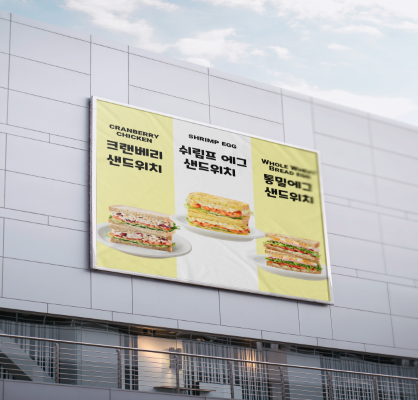 CRANBERRY
CHICKEN
크랜베리
샌드위치
SHRIMP EGG
쉬림프 에그
샌드위치
WHOLE WHEAT
BREAD EGG
통밀에그
샌드위치